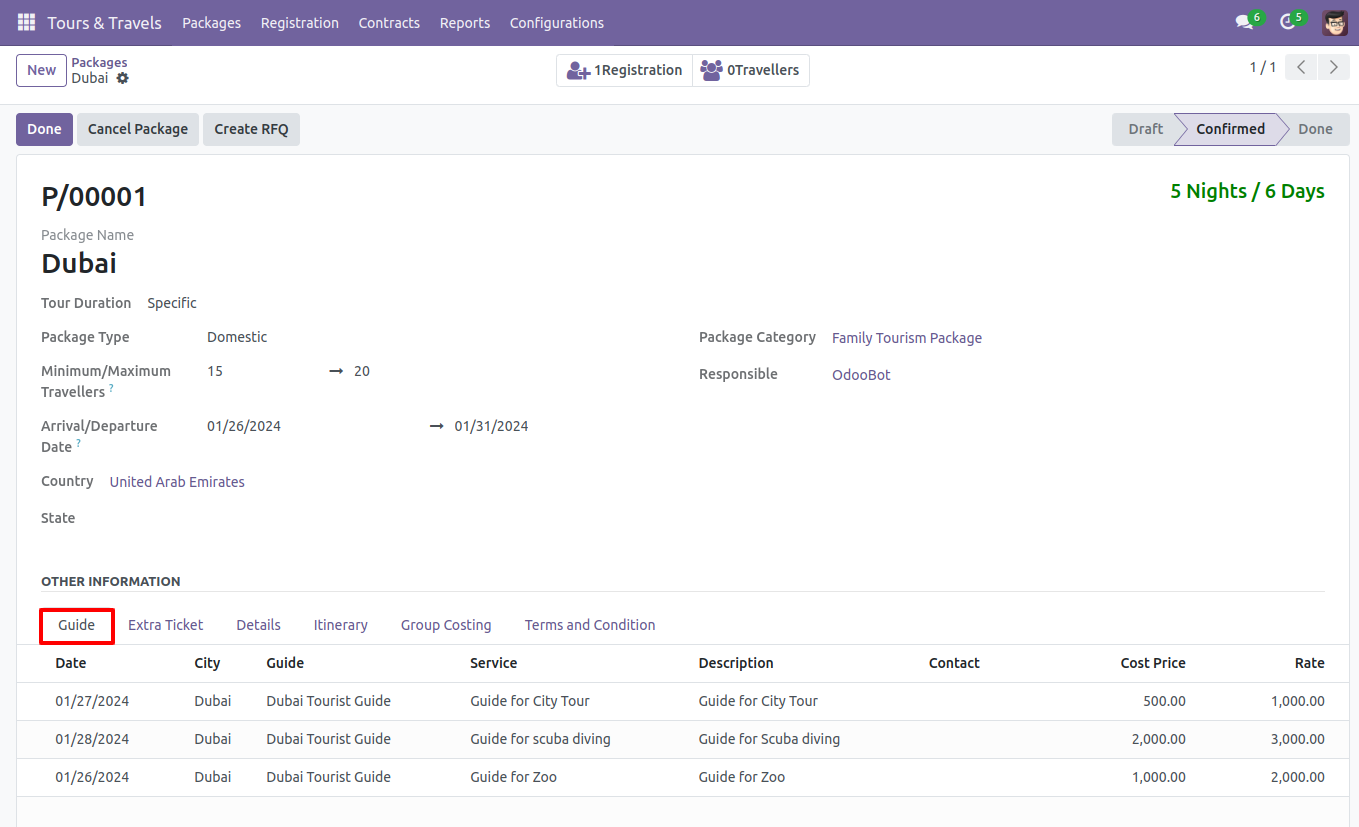 Tours & Travels Packages Registration Contracts Reports Configurations 6 5
New Packages
Dubai
1Registration 0Travellers 1 / 1
Done Cancel Package Create RFQ Draft Confirmed Done
P/00001 5 Nights / 6 Days
Package Name
Dubai
Tour Duration Specific
Package Type Domestic Package Category Family Tourism Package
Minimum/Maximum Travellers ? 15 → 20 Responsible OdooBot
Arrival/Departure Date ? 01/26/2024 → 01/31/2024
Country United Arab Emirates
State
OTHER INFORMATION
Guide Extra Ticket Details Itinerary Group Costing Terms and Condition
Date City Guide Service Description Contact Cost Price Rate
01/27/2024 Dubai Dubai Tourist Guide Guide for City Tour Guide for City Tour 500.00 1,000.00
01/28/2024 Dubai Dubai Tourist Guide Guide for scuba diving Guide for Scuba diving 2,000.00 3,000.00
01/26/2024 Dubai Dubai Tourist Guide Guide for Zoo Guide for Zoo 1,000.00 2,000.00